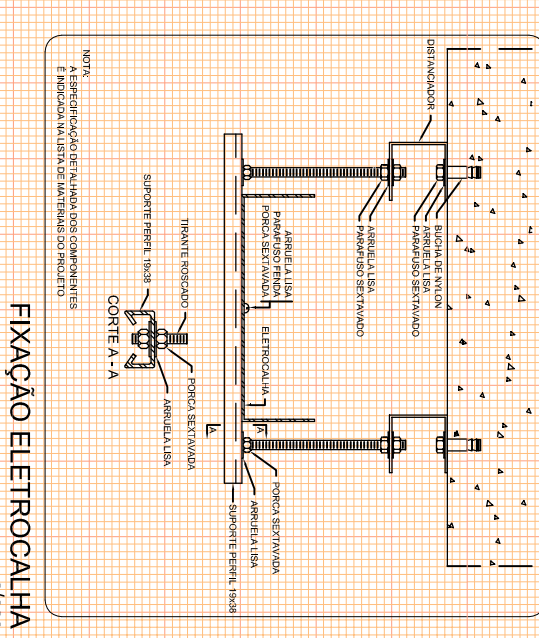 DISTANCIADOR
BUCHA DE NYLON
ARRUELA LISA
PARAFUSO SEXTAVADO
ARRUELA LISA
PARAFUSO SEXTAVADO
ARRUELA LISA
PARAFUSO FENDA
PORCA SEXTAVADA
ELETROCALHA
A
A
PORCA SEXTAVADA
ARRUELA LISA
SUPORTE PERFIL 19x38
TIRANTE ROSCADO
SUPORTE PERFIL 19x38
PORCA SEXTAVADA
ARRUELA LISA
CORTE A - A
NOTA:
A ESPECIFICAÇÃO DETALHADA DOS COMPONENTES
É INDICADA NA LISTA DE MATERIAIS DO PROJETO
FIXAÇÃO ELETROCALHA